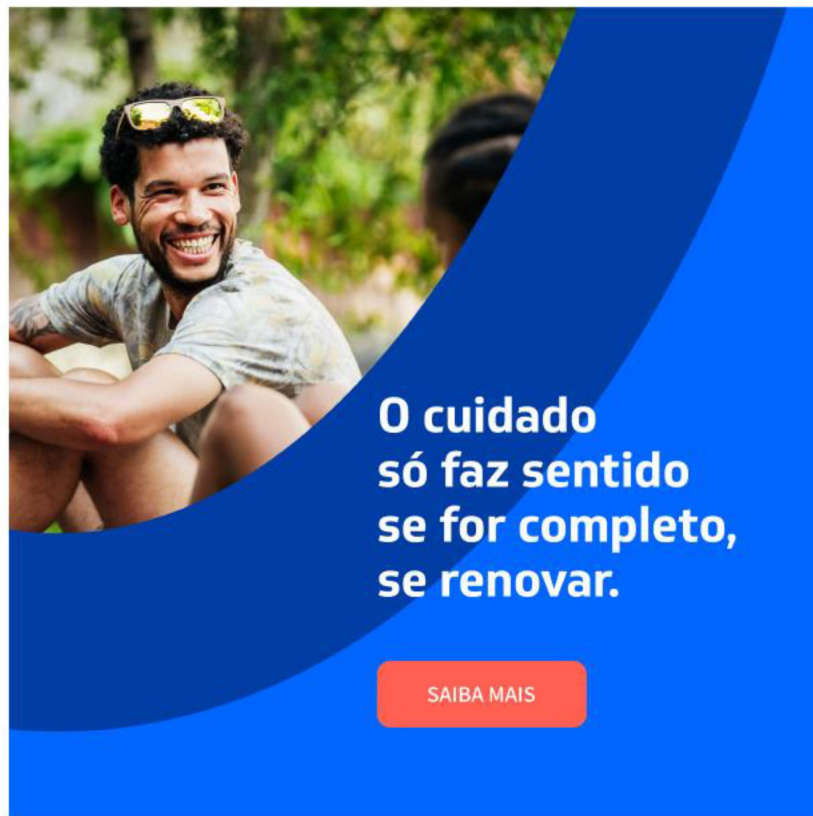 O cuidado
só faz sentido
se for completo,
se renovar.
SAIBA MAIS